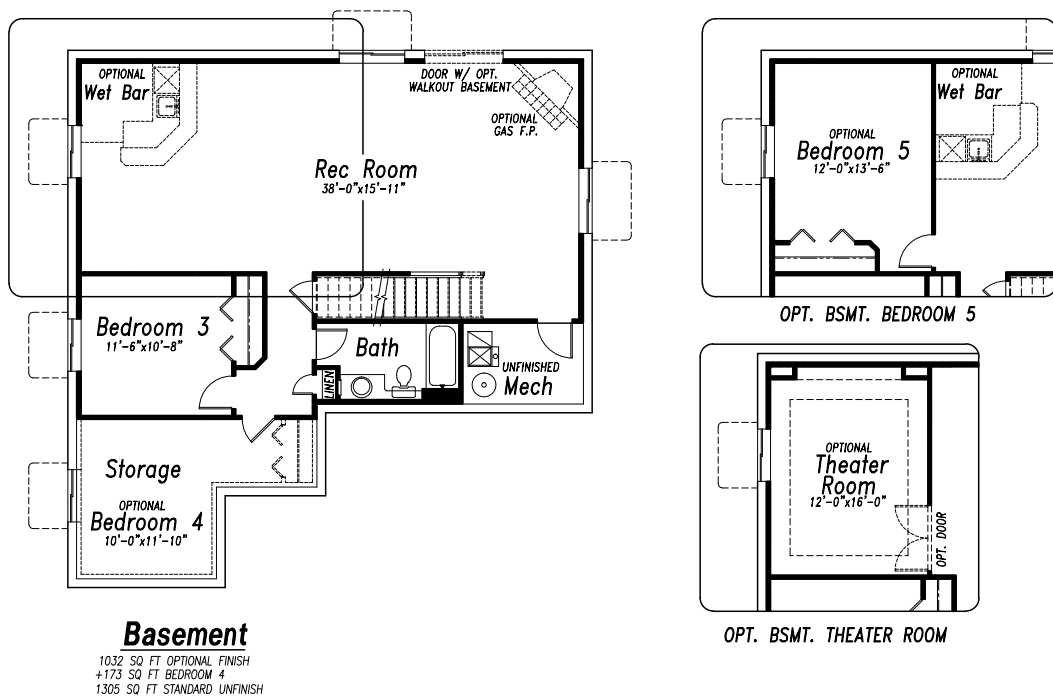 OPTIONAL
Wet Bar
DOOR W/ OPT.
WALKOUT BASEMENT
OPTIONAL
GAS F.P.
Rec Room
38'-0"x15'-11"
Bedroom 3
11'-6"x10'-8"
Bath
LINEN
UNFINISHED
Mech
Storage
OPTIONAL
Bedroom 4
10'-0"x11'-10"
Basement
1032 SQ FT OPTIONAL FINISH
+173 SQ FT BEDROOM 4
1305 SQ FT STANDARD UNFINISH
OPTIONAL
Wet Bar
OPTIONAL
Bedroom 5
12'-0"x13'-6"
OPT. BSMT. BEDROOM 5
OPTIONAL
Theater
Room
12'-0"x16'-0"
OPT. DOOR
OPT. BSMT. THEATER ROOM